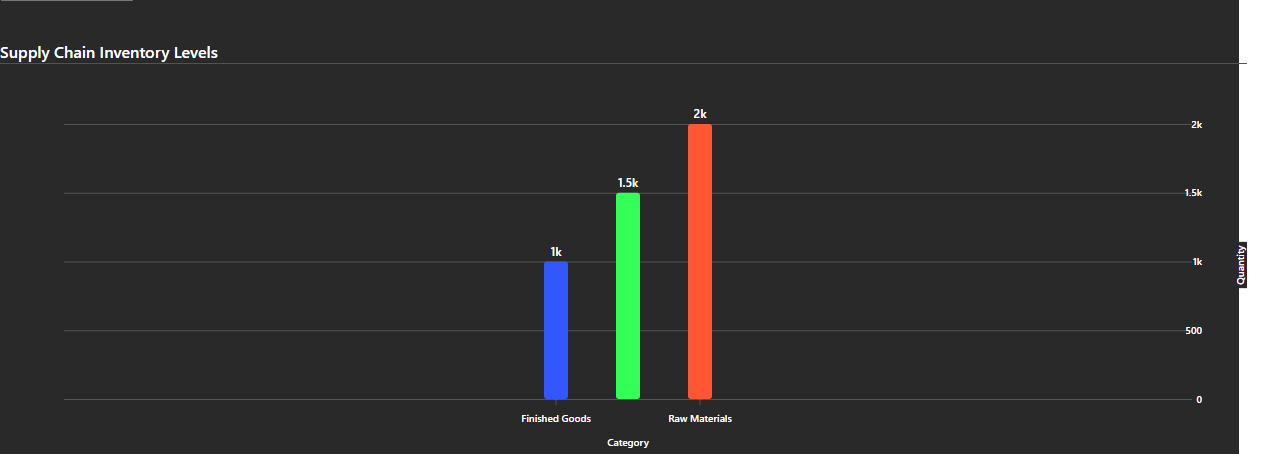 Supply Chain Inventory Levels
2k
2k
1.5k
1.5k
1k
1k
Quantity
500
0
Finished Goods
Raw Materials
Category